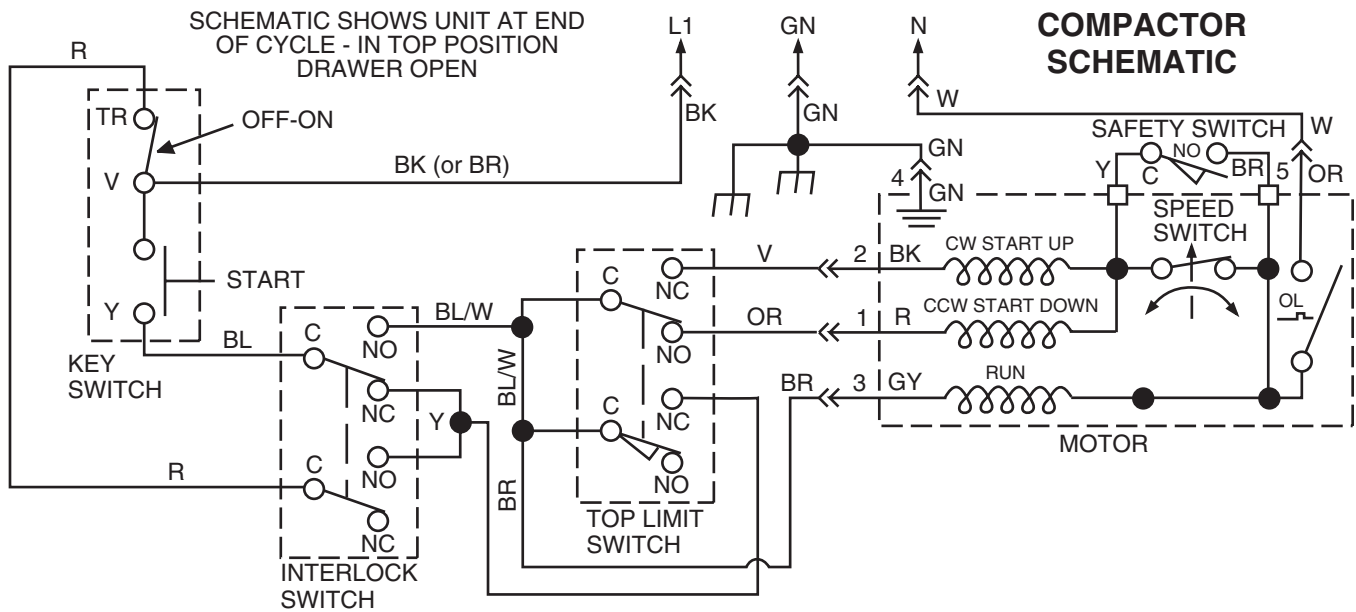 SCHEMATIC SHOWS UNIT AT END
OF CYCLE - IN TOP POSITION
DRAWER OPEN
COMPACTOR
SCHEMATIC
L1
GN
N
R
BK
GN
W
TR
OFF-ON
V
BK (or BR)
GN
4
GN
SAFETY SWITCH
W
NO
Y
C
BR
5
OR
SPEED
SWITCH
START
Y
KEY
SWITCH
BL
C
NO
BL/W
NC
Y
NO
C
NC
R
INTERLOCK
SWITCH
BL/W
BR
C
NC
NO
C
NC
NO
TOP LIMIT
SWITCH
V
2
BK
CW START UP
OR
1
R
CCW START DOWN
OL
BR
3
GY
RUN
MOTOR